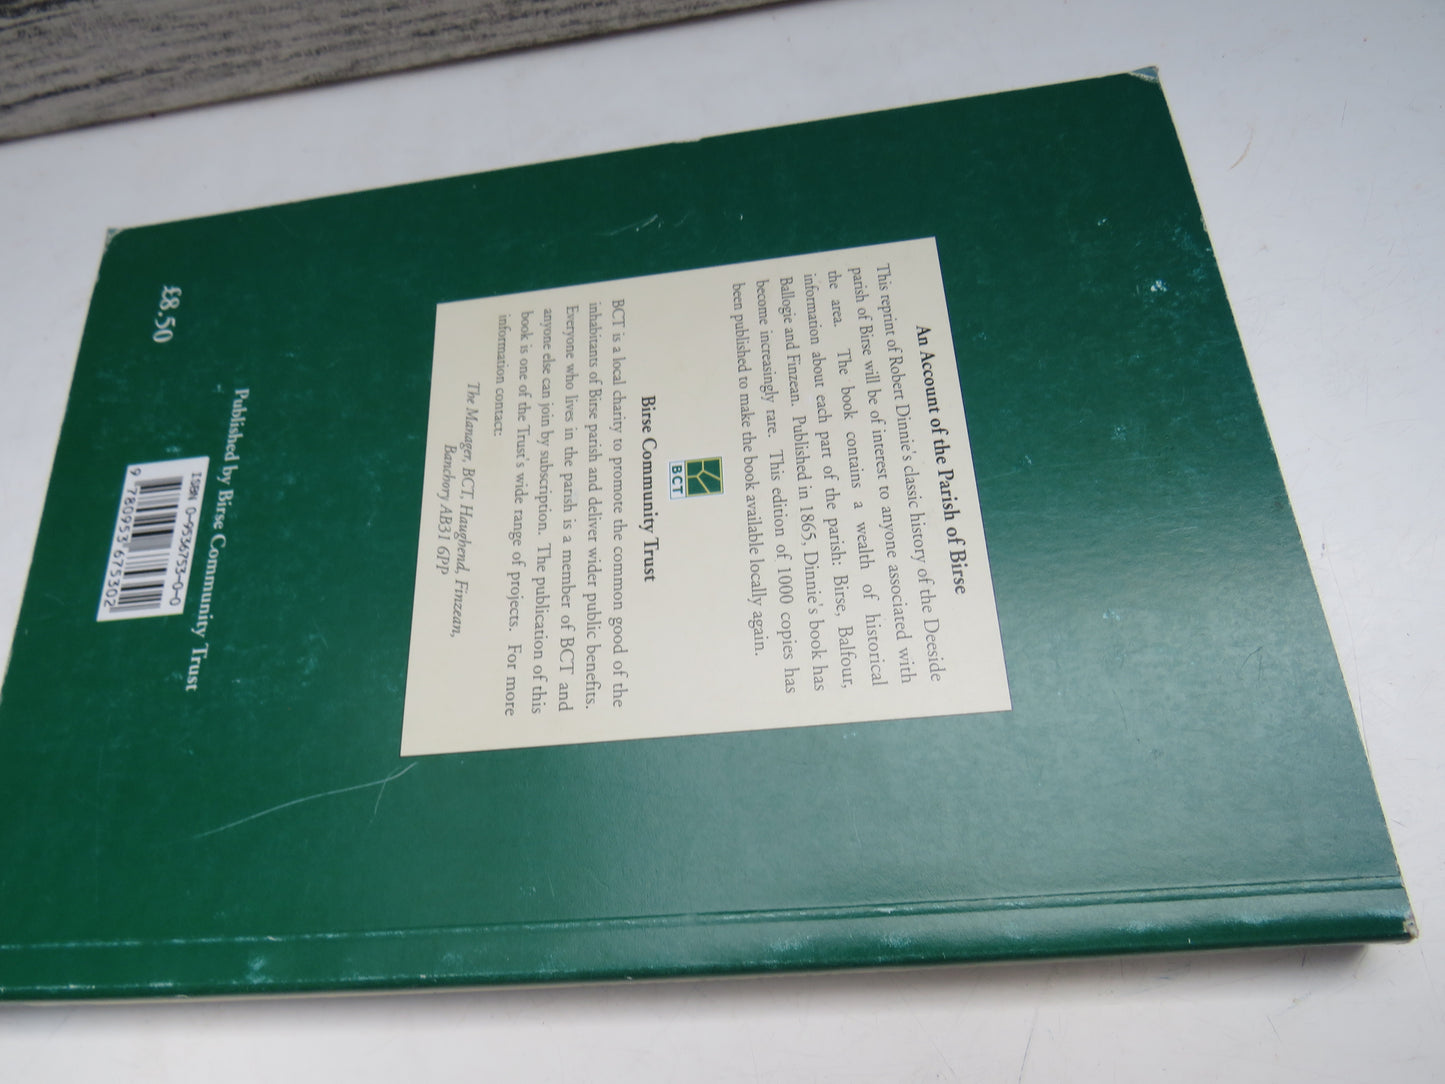 An Account of the Parish of Birse
This reprint of Robert Dinnie's classic history of the Deeside
parish of Birse will be of interest to anyone associated with
the area. The book contains a wealth of historical
information about each part of the parish: Birse, Balfour,
Ballogie and Finzean. Published in 1865, Dinnie's book has
become increasingly rare. This edition of 1000 copies has
been published to make the book available locally again.
BCT
Birse Community Trust
BCT is a local charity to promote the common good of the
inhabitants of Birse parish and deliver wider public benefits.
Everyone who lives in the parish is a member of BCT and
anyone else can join by subscription. The publication of this
book is one of the Trust's wide range of projects. For more
information contact:
The Manager, BCT, Haughend, Finzean,
Banchory AB31 6PP
Published by Birse Community Trust
£8.50
ISBN 0-9536753-0-0
9 780953 675302